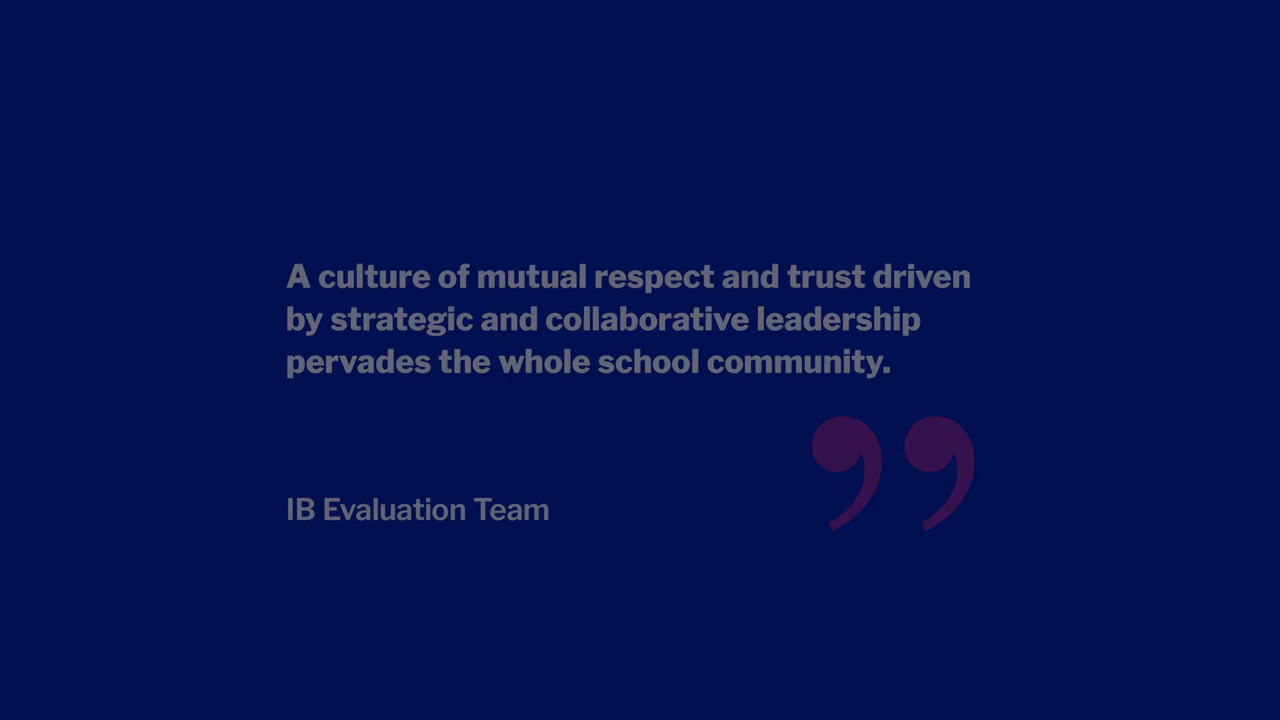 A culture of mutual respect and trust driven
by strategic and collaborative leadership
pervades the whole school community.
”
IB Evaluation Team